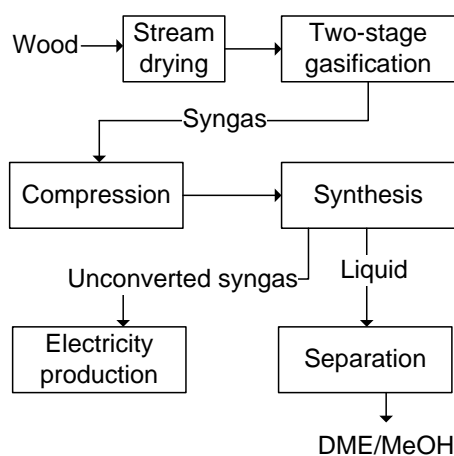 Wood
Stream
drying
Two-stage
gasification
Syngas
Compression
Synthesis
Unconverted syngas
Liquid
Electricity
production
Separation
DME/MeOH